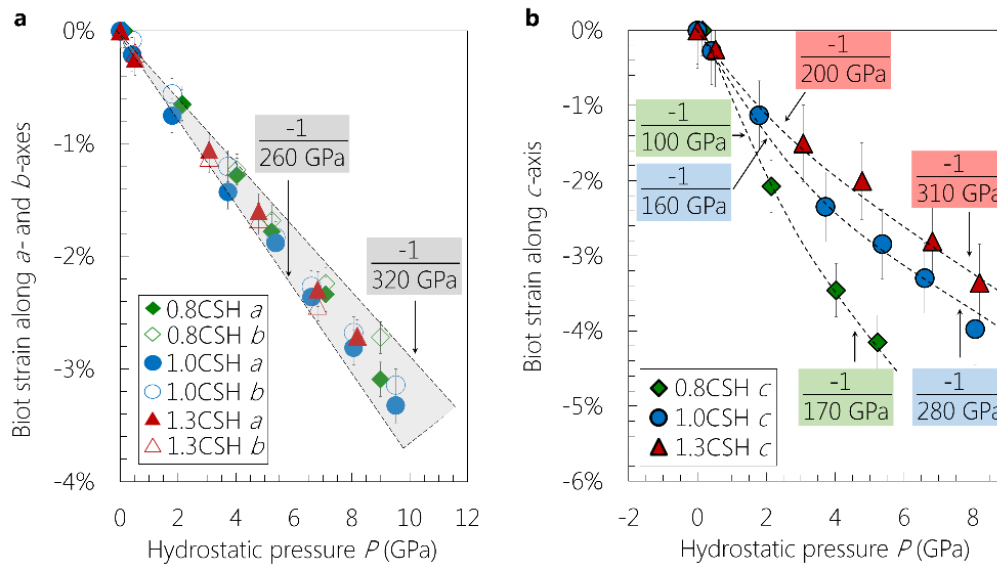 a
Biot strain along a- and b-axes
0%
-1%
-2%
-3%
-4%
-1
260 GPa
-1
320 GPa
0.8CSH a
0.8CSH b
1.0CSH a
1.0CSH b
1.3CSH a
1.3CSH b
0 2 4 6 8 10 12
Hydrostatic pressure P (GPa)
b
Biot strain along c-axis
0%
-1%
-2%
-3%
-4%
-5%
-6%
-1
200 GPa
-1
100 GPa
-1
160 GPa
-1
310 GPa
-1
170 GPa
-1
280 GPa
0.8CSH c
1.0CSH c
1.3CSH c
-2 0 2 4 6 8
Hydrostatic pressure P (GPa)